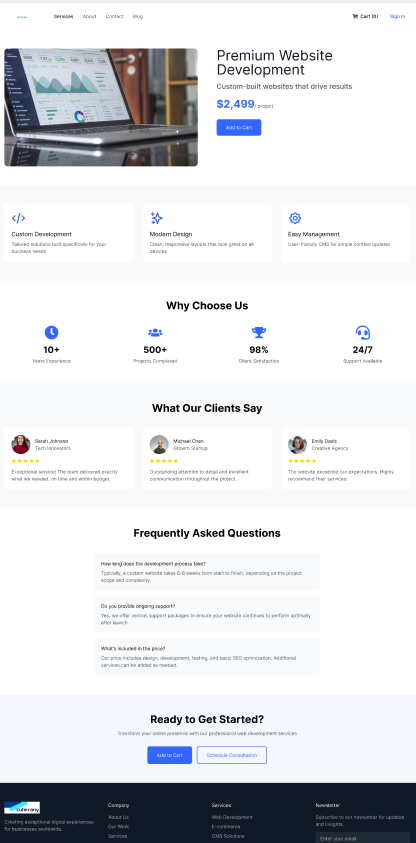 Services About Contact Blog Cart (0) Sign In
Premium Website
Development
Custom-built websites that drive results
$2,499/ project
Add to Cart
Custom Development
Tailored solutions built specifically for your
business needs
Modern Design
Clean, responsive layouts that look great on all
devices
Easy Management
User-friendly CMS for simple content updates
Why Choose Us
10+ 500+ 98% 24/7
Years Experience Projects Completed Client Satisfaction Support Available
What Our Clients Say
Sarah Johnson
Tech Innovators
Exceptional service! The team delivered exactly
what we needed, on time and within budget.
Michael Chen
Growth Startup
Outstanding attention to detail and excellent
communication throughout the project.
Emily Davis
Creative Agency
The website exceeded our expectations. Highly
recommend their services!
Frequently Asked Questions
How long does the development process take?
Typically, a custom website takes 6-8 weeks from start to finish, depending on the project
scope and complexity.
Do you provide ongoing support?
Yes, we offer various support packages to ensure your website continues to perform optimally
after launch.
What's included in the price?
Our price includes design, development, testing, and basic SEO optimization. Additional
services can be added as needed.
Ready to Get Started?
Transform your online presence with our professional web development services
Add to Cart Schedule Consultation
Creating exceptional digital experiences
for businesses worldwide.
Company
About Us
Our Work
Services
Services
Web Development
E-commerce
CMS Solutions
Newsletter
Subscribe to our newsletter for updates
and insights.
Enter your email